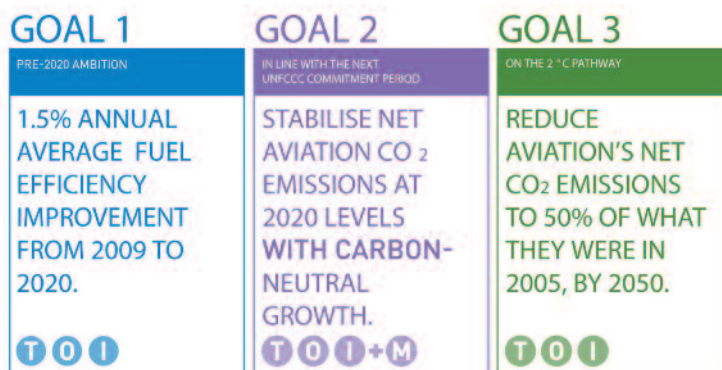 GOAL 1
PRE-2020 AMBITION
1.5% ANNUAL
AVERAGE FUEL
EFFICIENCY
IMPROVEMENT
FROM 2009 TO
2020.
T O I
GOAL 2
IN LINE WITH THE NEXT
UNFCCC COMMITMENT PERIOD
STABILISE NET
AVIATION CO 2
EMISSIONS AT
2020 LEVELS
WITH CARBON-
NEUTRAL
GROWTH.
T O I + M
GOAL 3
ON THE 2 °C PATHWAY
REDUCE
AVIATION'S NET
CO2 EMISSIONS
TO 50% OF WHAT
THEY WERE IN
2005, BY 2050.
T O I